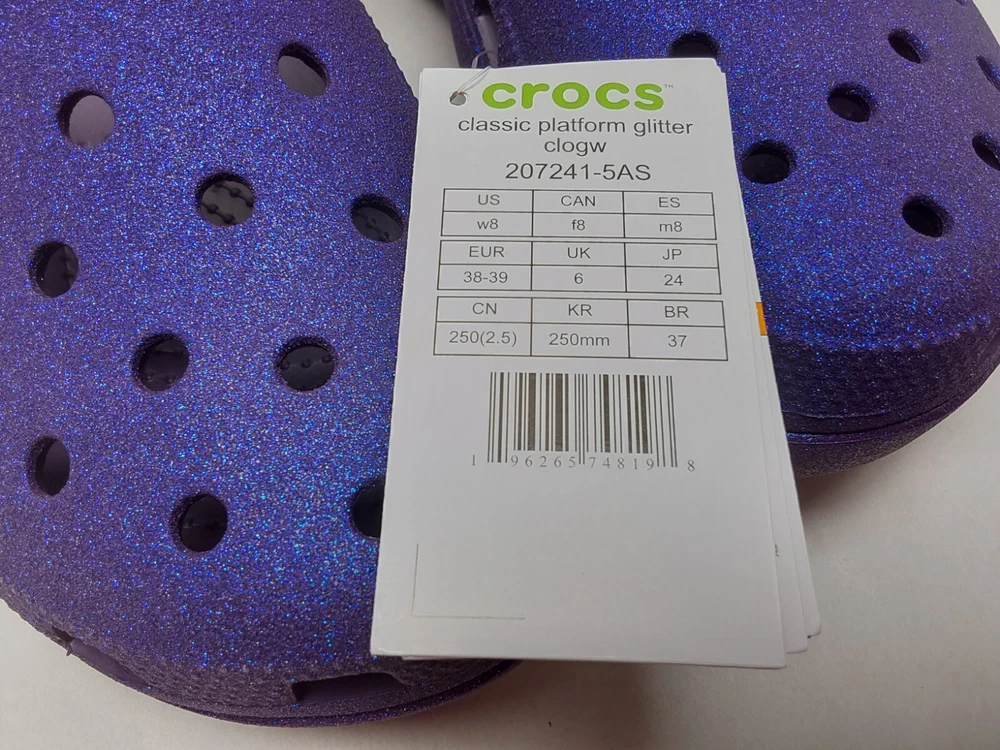 crocs™
classic platform glitter
clogw
207241-5AS
US CAN ES
w8 f8 m8
EUR UK JP
38-39 6 24
CN KR BR
250(2.5) 250mm 37
1 96265 74819 8